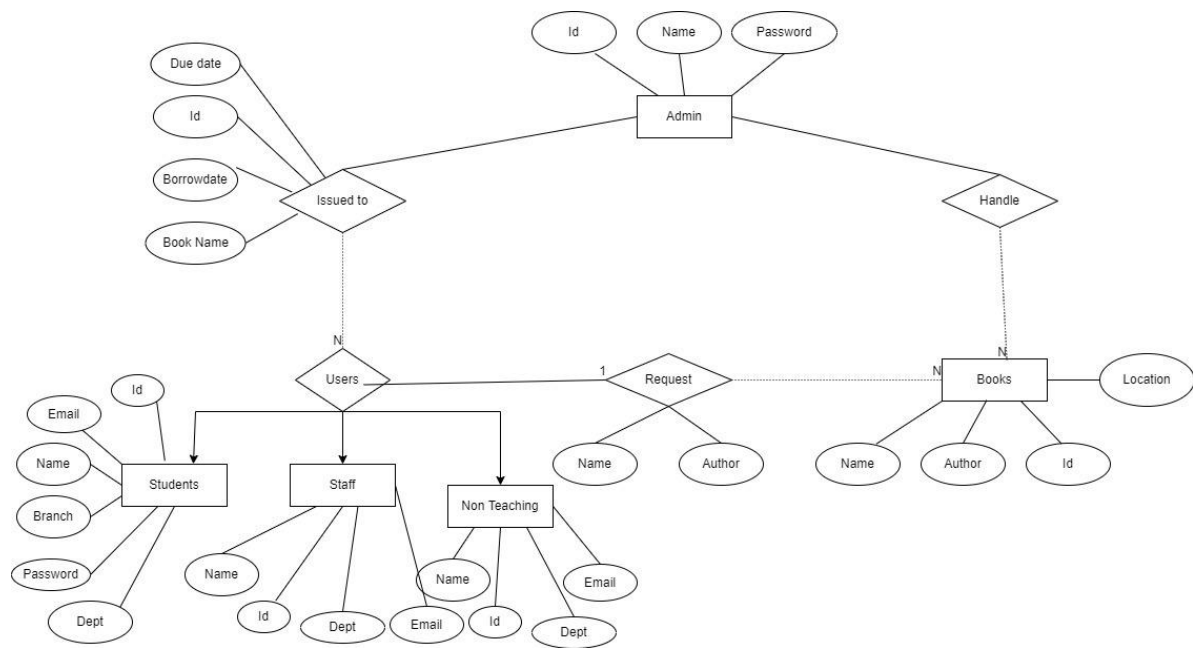 Id
Name
Password
Due date
Admin
Id
Borrowdate
Issued to
Handle
Book Name
N
N
Users
1
Request
N
Books
Location
Id
Email
Name
Students
Staff
Name
Author
Name
Author
Id
Non Teaching
Branch
Password
Name
Name
Email
Dept
Id
Dept
Email
Id
Dept